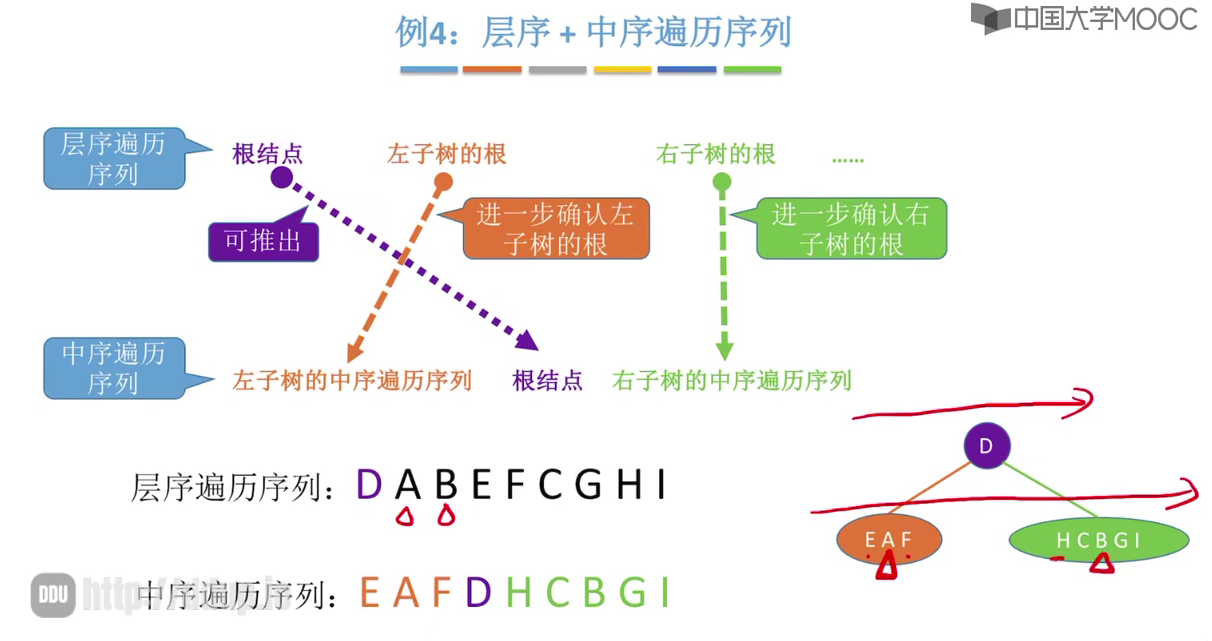 中国大学MOOC
例4：层序 + 中序遍历序列
层序遍历
序列
根结点
左子树的根
右子树的根
......
可推出
进一步确认左
子树的根
进一步确认右
子树的根
中序遍历
序列
左子树的中序遍历序列
根结点
右子树的中序遍历序列
D
E A F
H C B G I
层序遍历序列：D A B E F C G H I
DDU
中序遍历序列：E A F D H C B G I